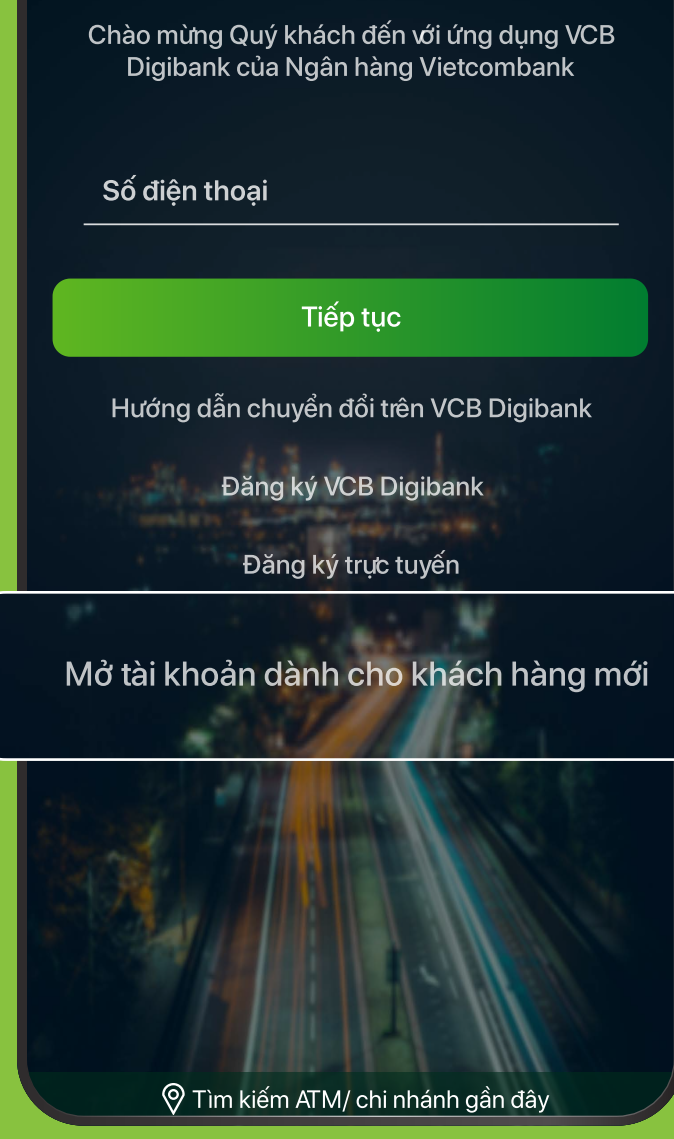 Chào mừng Quý khách đến với ứng dụng VCB
Digibank của Ngân hàng Vietcombank
Số điện thoại
Tiếp tục
Hướng dẫn chuyển đổi trên VCB Digibank
Đăng ký VCB Digibank
Đăng ký trực tuyến
Mở tài khoản dành cho khách hàng mới
Tìm kiếm ATM/ chi nhánh gần đây